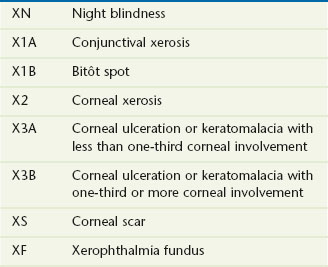 XN Night blindness
X1A Conjunctival xerosis
X1B Bitôt spot
X2 Corneal xerosis
X3A Corneal ulceration or keratomalacia with
less than one-third corneal involvement
X3B Corneal ulceration or keratomalacia with
one-third or more corneal involvement
XS Corneal scar
XF Xerophthalmia fundus